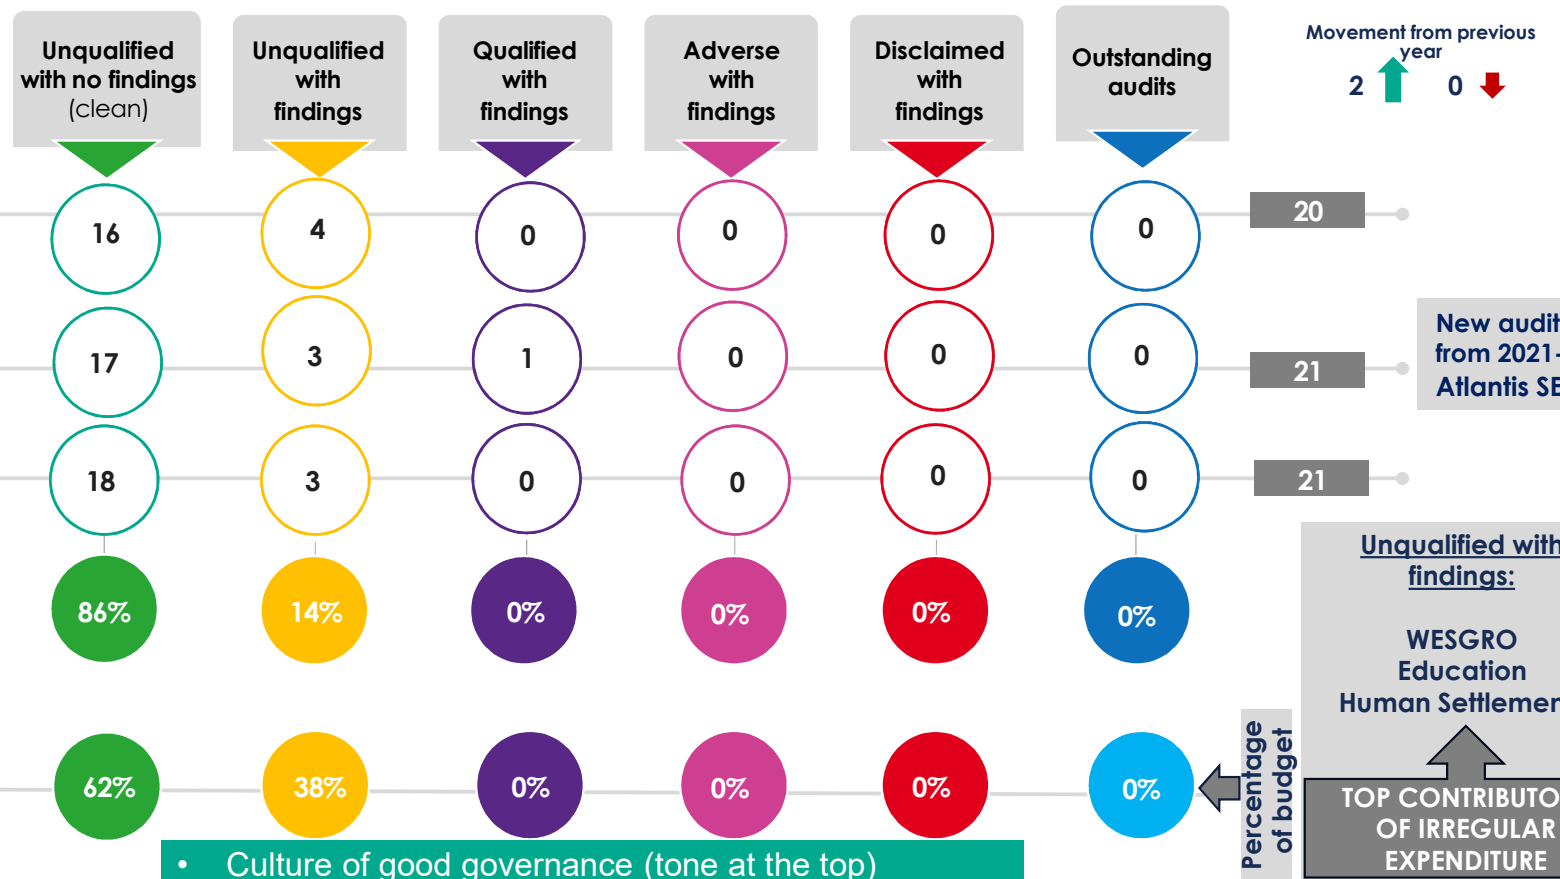 Unqualified
with no findings
(clean)
Unqualified
with
findings
Qualified
with
findings
Adverse
with
findings
Disclaimed
with
findings
Outstanding
audits
Movement from previous
year
2 0
16 4 0 0 0 0 20
17 3 1 0 0 0 21
New audit
from 2021-
Atlantis SE
18 3 0 0 0 0 21
86% 14% 0% 0% 0% 0%
Unqualified with
findings:
WESGRO
Education
Human Settlemen
62% 38% 0% 0% 0% 0%
Percentage
of budget
TOP CONTRIBUTO
OF IRREGULAR
EXPENDITURE
• Culture of good governance (tone at the top)